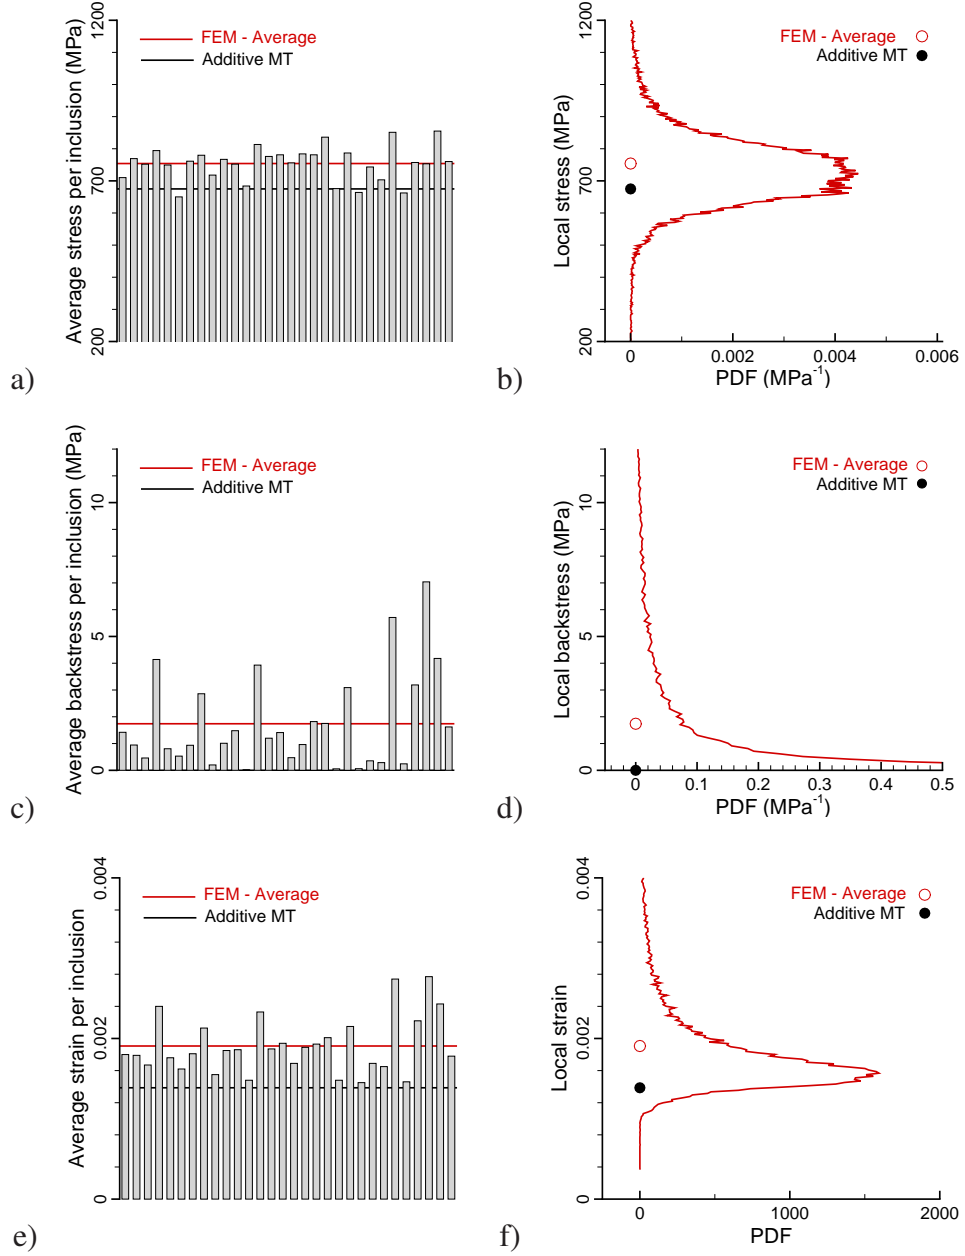 1200
700
200
Average stress per inclusion (MPa)
FEM - Average
Additive MT
a)
1200
700
200
Local stress (MPa)
FEM - Average
Additive MT
0
0.002
0.004
0.006
PDF (MPa-1)
b)
10
5
0
Average backstress per inclusion (MPa)
FEM - Average
Additive MT
c)
10
5
0
Local backstress (MPa)
FEM - Average
Additive MT
0
0.1
0.2
0.3
0.4
0.5
PDF (MPa-1)
d)
0.004
0.002
0
Average strain per inclusion
FEM - Average
Additive MT
e)
0.004
0.002
0
Local strain
FEM - Average
Additive MT
0
1000
2000
PDF
f)